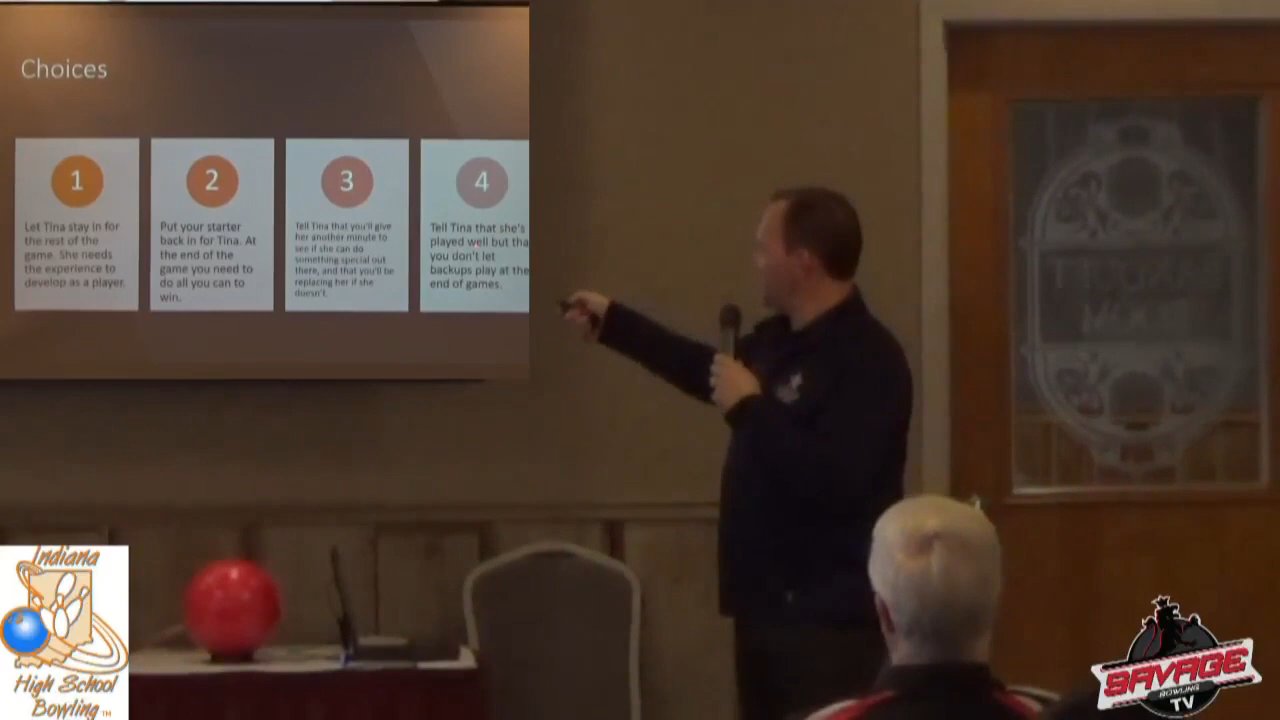 Choices
1
Let Tina stay in for
the rest of the
game. She needs
the experience to
develop as a player.
2
Put your starter
back in for Tina. At
the end of the
game you need to
do all you can to
win.
3
Tell Tina that you'll give
her another minute to
see if she can do
something special out
there, and that you'll be
replacing her if she
doesn't.
4
Tell Tina that she's
played well but tha
you don't let
backups play at the
end of games.
Indiana
High School
Bowling™
SAVAGE
BOWLING
TV